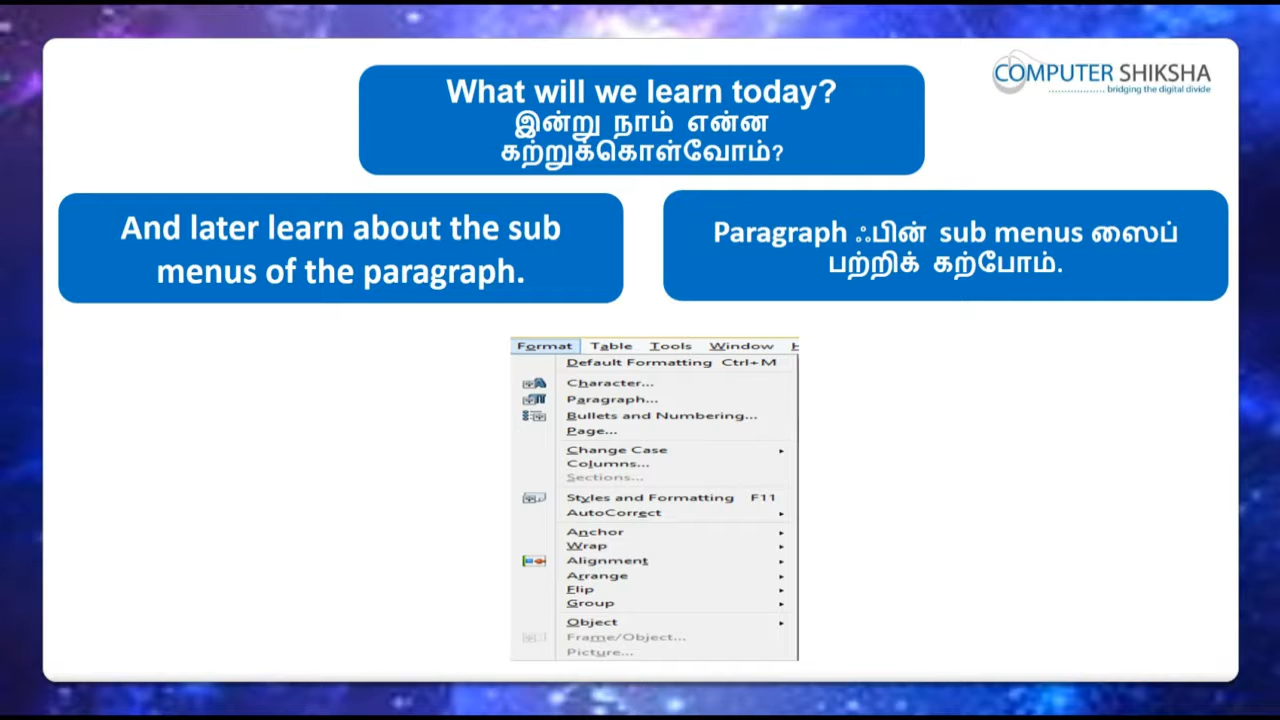 COMPUTER SHIKSHA
bridging the digital divide
What will we learn today?
இன்று நாம் என்ன
கற்றுக்கொள்வோம்?
And later learn about the sub
menus of the paragraph.
Paragraph ஃபின் sub menus ஸைப்
பற்றிக் கற்போம்.
Format Table Tools Window H
Default Formatting Ctrl+M
Character...
Paragraph...
Bullets and Numbering...
Page...
Change Case
Columns...
Sections...
Styles and Formatting F11
AutoCorrect
Anchor
Wrap
Alignment
Arrange
Flip
Group
Object
Frame/Object...
Picture...